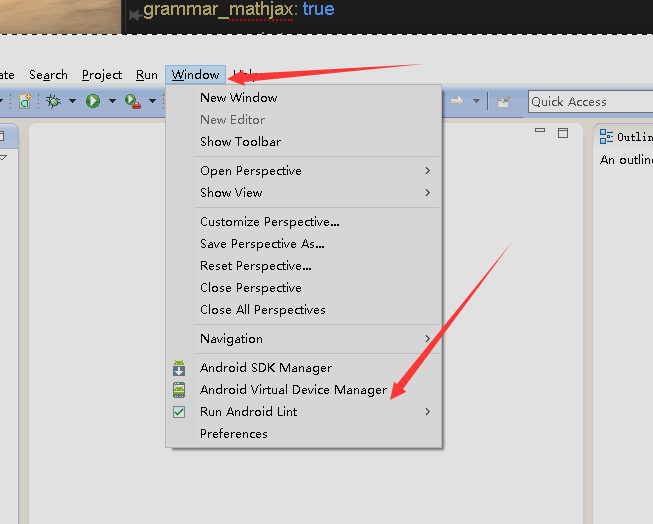 grammar_mathjax: true
ate Search Project Run Window Help
Quick Access
New Window
New Editor
Show Toolbar
Open Perspective
Show View
Customize Perspective...
Save Perspective As...
Reset Perspective...
Close Perspective
Close All Perspectives
Navigation
Android SDK Manager
Android Virtual Device Manager
Run Android Lint
Preferences
Outlin
An outlin